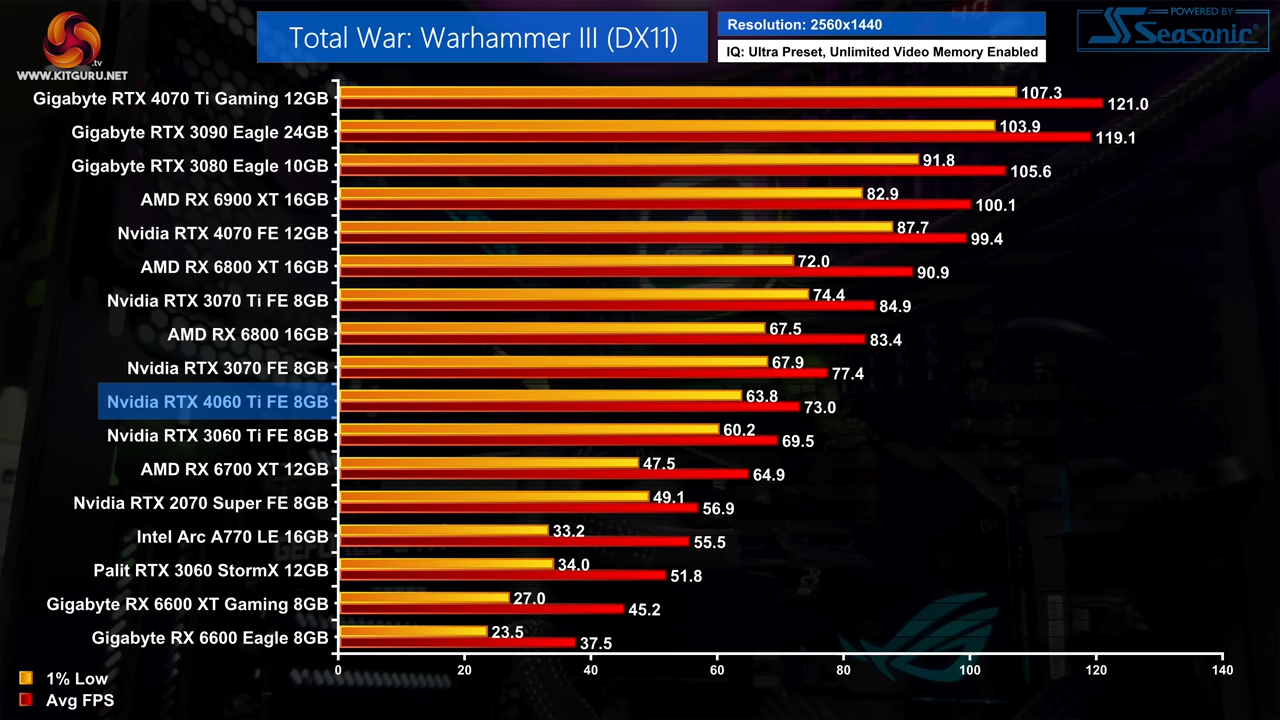 Total War: Warhammer III (DX11)
Resolution: 2560x1440
IQ: Ultra Preset, Unlimited Video Memory Enabled
POWERED BY
Seasonic
.tv
WWW.KITGURU.NET
Gigabyte RTX 4070 Ti Gaming 12GB 107.3 121.0
Gigabyte RTX 3090 Eagle 24GB 103.9 119.1
Gigabyte RTX 3080 Eagle 10GB 91.8 105.6
AMD RX 6900 XT 16GB 82.9 100.1
Nvidia RTX 4070 FE 12GB 87.7 99.4
AMD RX 6800 XT 16GB 72.0 90.9
Nvidia RTX 3070 Ti FE 8GB 74.4 84.9
AMD RX 6800 16GB 67.5 83.4
Nvidia RTX 3070 FE 8GB 67.9 77.4
Nvidia RTX 4060 Ti FE 8GB 63.8 73.0
Nvidia RTX 3060 Ti FE 8GB 60.2 69.5
AMD RX 6700 XT 12GB 47.5 64.9
Nvidia RTX 2070 Super FE 8GB 49.1 56.9
Intel Arc A770 LE 16GB 33.2 55.5
Palit RTX 3060 StormX 12GB 34.0 51.8
Gigabyte RX 6600 XT Gaming 8GB 27.0 45.2
Gigabyte RX 6600 Eagle 8GB 23.5 37.5
0 20 40 60 80 100 120 140
1% Low
Avg FPS